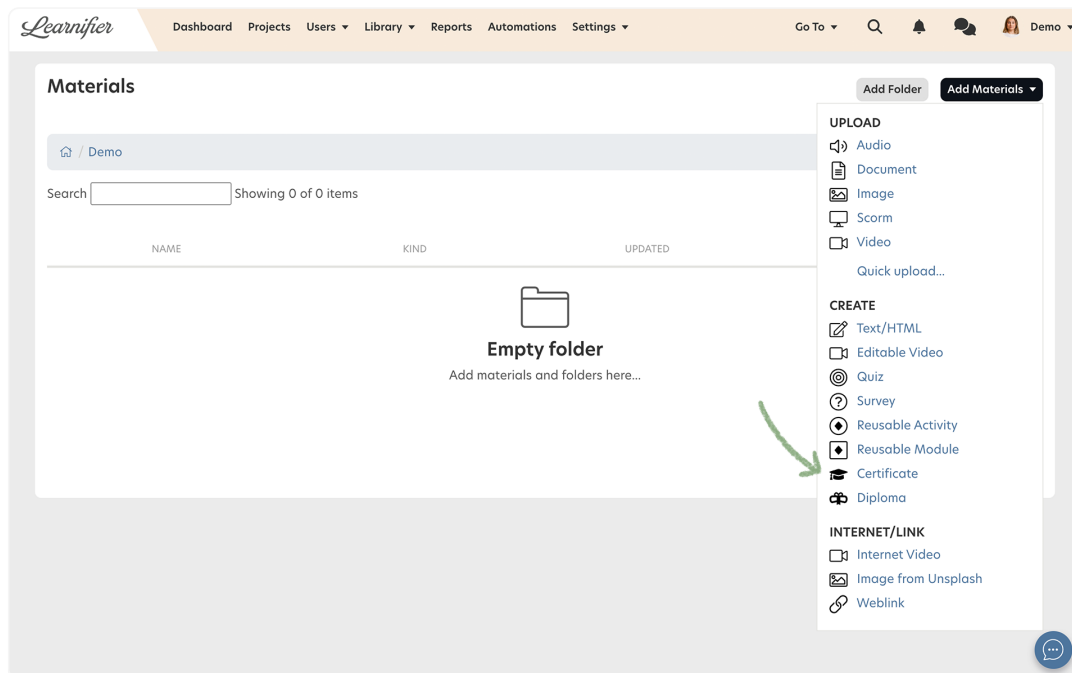 Learnifier Dashboard Projects Users Library Reports Automations Settings Go To Demo
Materials
Add Folder Add Materials
/ Demo
Search Showing 0 of 0 items
NAME KIND UPDATED
Empty folder
Add materials and folders here...
UPLOAD
Audio
Document
Image
Scorm
Video
Quick upload...
CREATE
Text/HTML
Editable Video
Quiz
Survey
Reusable Activity
Reusable Module
Certificate
Diploma
INTERNET/LINK
Internet Video
Image from Unsplash
Weblink